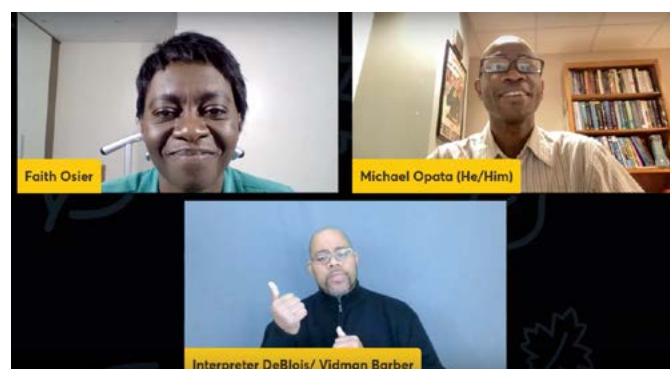 Faith Osier
Michael Opata (He/Him)
Interpreter DeBlois/ Vidman Barber